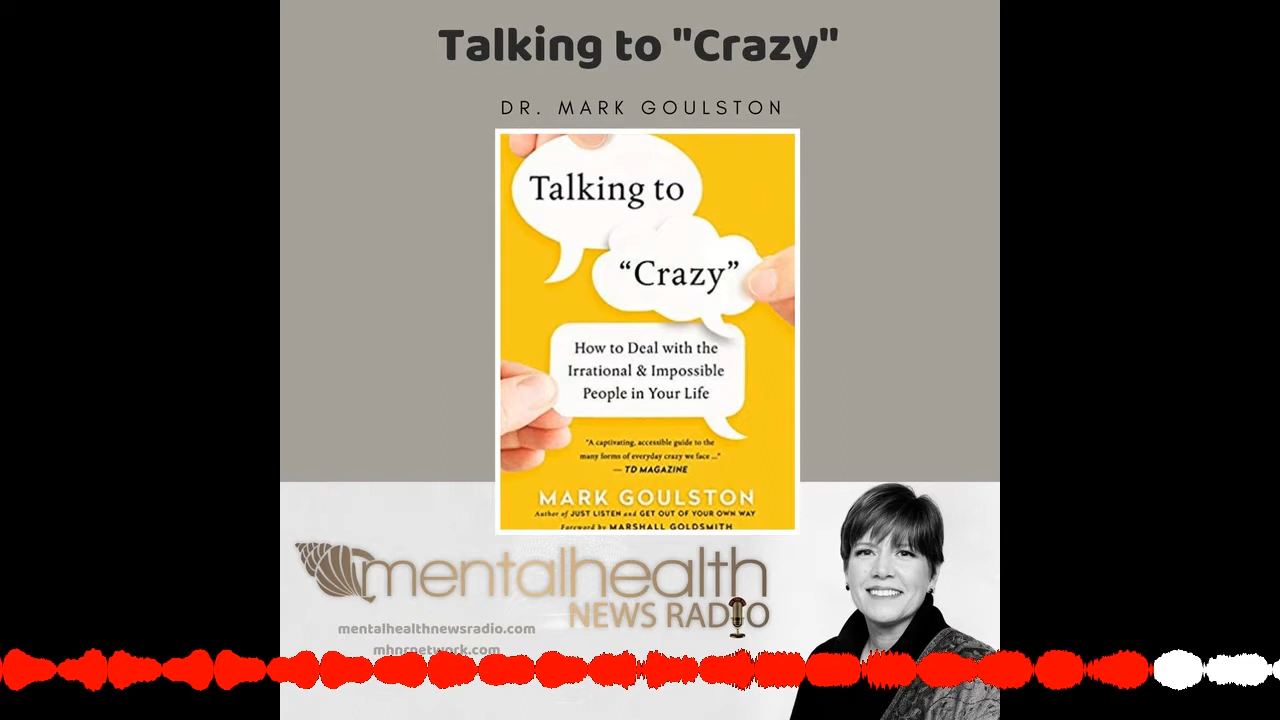 Talking to "Crazy"
DR. MARK GOULSTON
Talking to
“Crazy”
How to Deal with the
Irrational & Impossible
People in Your Life
"A captivating, accessible guide to the
many forms of everyday crazy we face ..."
— TD MAGAZINE
MARK GOULSTON
Author of JUST LISTEN and GET OUT OF YOUR OWN WAY
Foreword by MARSHALL GOLDSMITH
mentalhealth
NEWS RADIO
mentalhealthnewsradio.com
mhnrnetwork.com